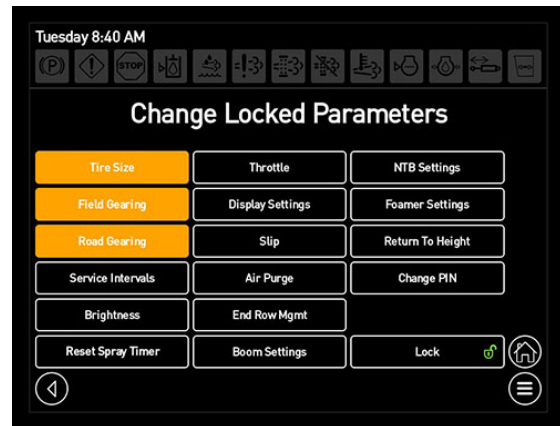 Tuesday 8:40 AM
(P) STOP
Change Locked Parameters
Tire Size Throttle NTB Settings
Field Gearing Display Settings Foamer Settings
Road Gearing Slip Return To Height
Service Intervals Air Purge Change PIN
Brightness End Row Mgmt
Reset Spray Timer Boom Settings Lock